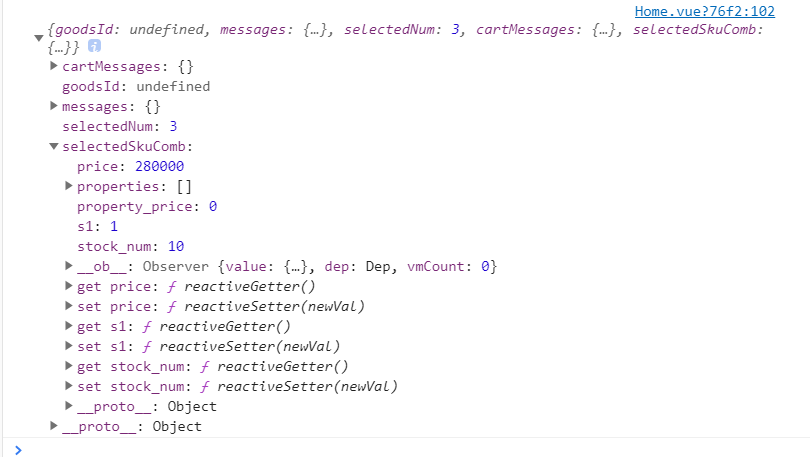 Home.vue?76f2:102
{goodsId: undefined, messages: {…}, selectedNum: 3, cartMessages: {…}, selectedSkuComb:
{…}} i
cartMessages: {}
goodsId: undefined
messages: {}
selectedNum: 3
selectedSkuComb:
price: 280000
properties: []
property_price: 0
s1: 1
stock_num: 10
__ob__: Observer {value: {…}, dep: Dep, vmCount: 0}
get price: ƒ reactiveGetter()
set price: ƒ reactiveSetter(newVal)
get s1: ƒ reactiveGetter()
set s1: ƒ reactiveSetter(newVal)
get stock_num: ƒ reactiveGetter()
set stock_num: ƒ reactiveSetter(newVal)
__proto__: Object
__proto__: Object